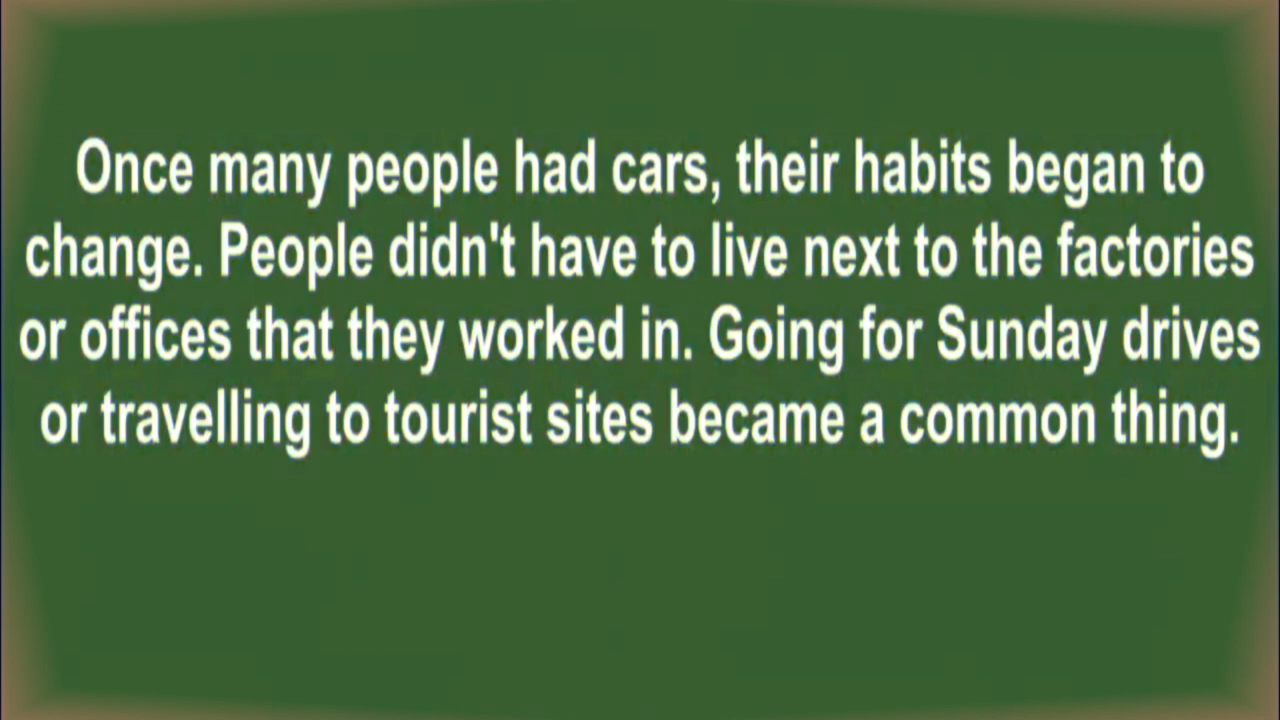 Once many people had cars, their habits began to
change. People didn't have to live next to the factories
or offices that they worked in. Going for Sunday drives
or travelling to tourist sites became a common thing.